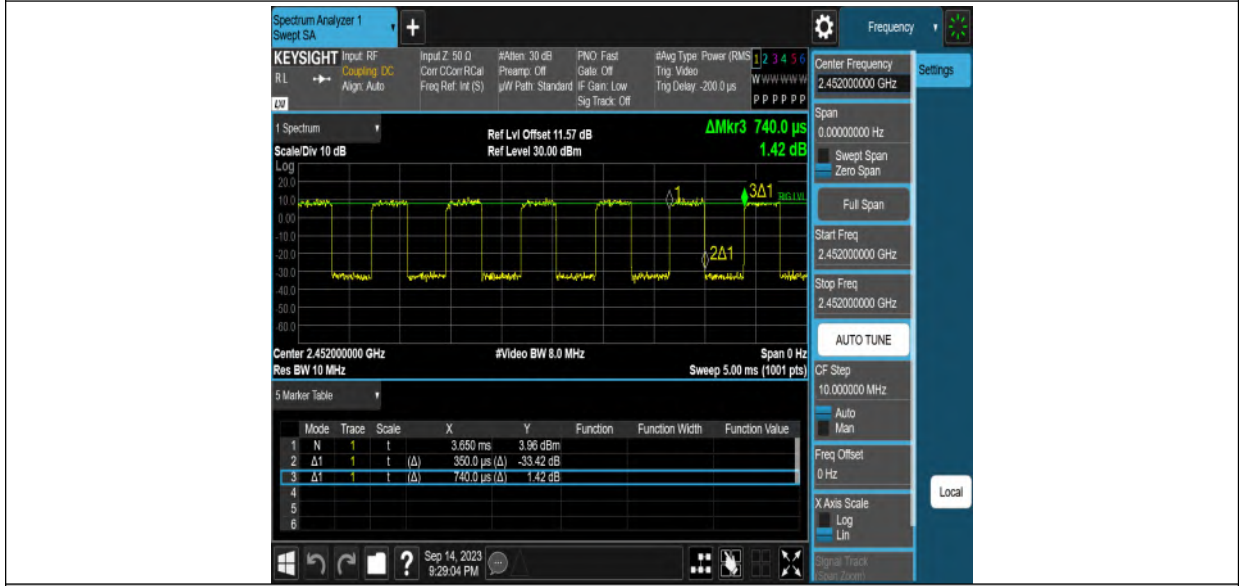 Spectrum Analyzer 1
Swept SA
+
Frequency
KEYSIGHT
R L
LXI
Input: RF
Coupling: DC
Align: Auto
Input Z: 50 Ω
Corr CCorr RCal
Freq Ref: Int (S)
#Atten: 30 dB
Preamp: Off
µW Path: Standard
PNO: Fast
Gate: Off
IF Gain: Low
Sig Track: Off
#Avg Type: Power (RMS
Trig: Video
Trig Delay: -200.0 µs
1 2 3 4 5 6
W W W W W W
P P P P P P
Center Frequency
2.452000000 GHz
Settings
1 Spectrum
Scale/Div 10 dB
Ref Lvl Offset 11.57 dB
Ref Level 30.00 dBm
ΔMkr3 740.0 µs
1.42 dB
Log
20.0
10.0
0.00
-10.0
-20.0
-30.0
-40.0
-50.0
-60.0
1
3Δ1
2Δ1
Center 2.452000000 GHz
Res BW 10 MHz
#Video BW 8.0 MHz
Span 0 Hz
Sweep 5.00 ms (1001 pts)
Span
0.00000000 Hz
Swept Span
Zero Span
Full Span
Start Freq
2.452000000 GHz
Stop Freq
2.452000000 GHz
AUTO TUNE
CF Step
10.000000 MHz
Auto
Man
Freq Offset
0 Hz
X Axis Scale
Log
Lin
Signal Track
(Span Zoom)
Local
5 Marker Table
Mode Trace Scale X Y Function Function Width Function Value
1 N 1 t 3.650 ms 3.96 dBm
2 Δ1 1 t (Δ) 350.0 µs (Δ) -33.42 dB
3 Δ1 1 t (Δ) 740.0 µs (Δ) 1.42 dB
4
5
6
?
Sep 14, 2023
9:29:04 PM